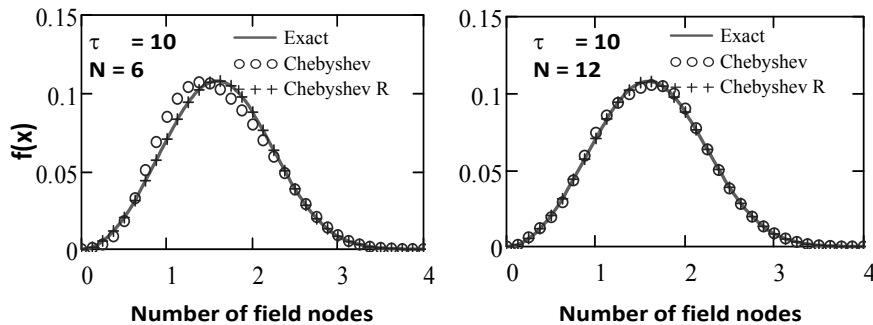 0.15
τ = 10
N = 6
Exact
Chebyshev
Chebyshev R
0.1
f(x)
0.05
0
0 1 2 3 4
Number of field nodes
0.15
τ = 10
N = 12
Exact
Chebyshev
Chebyshev R
0.1
0.05
0
0 1 2 3 4
Number of field nodes